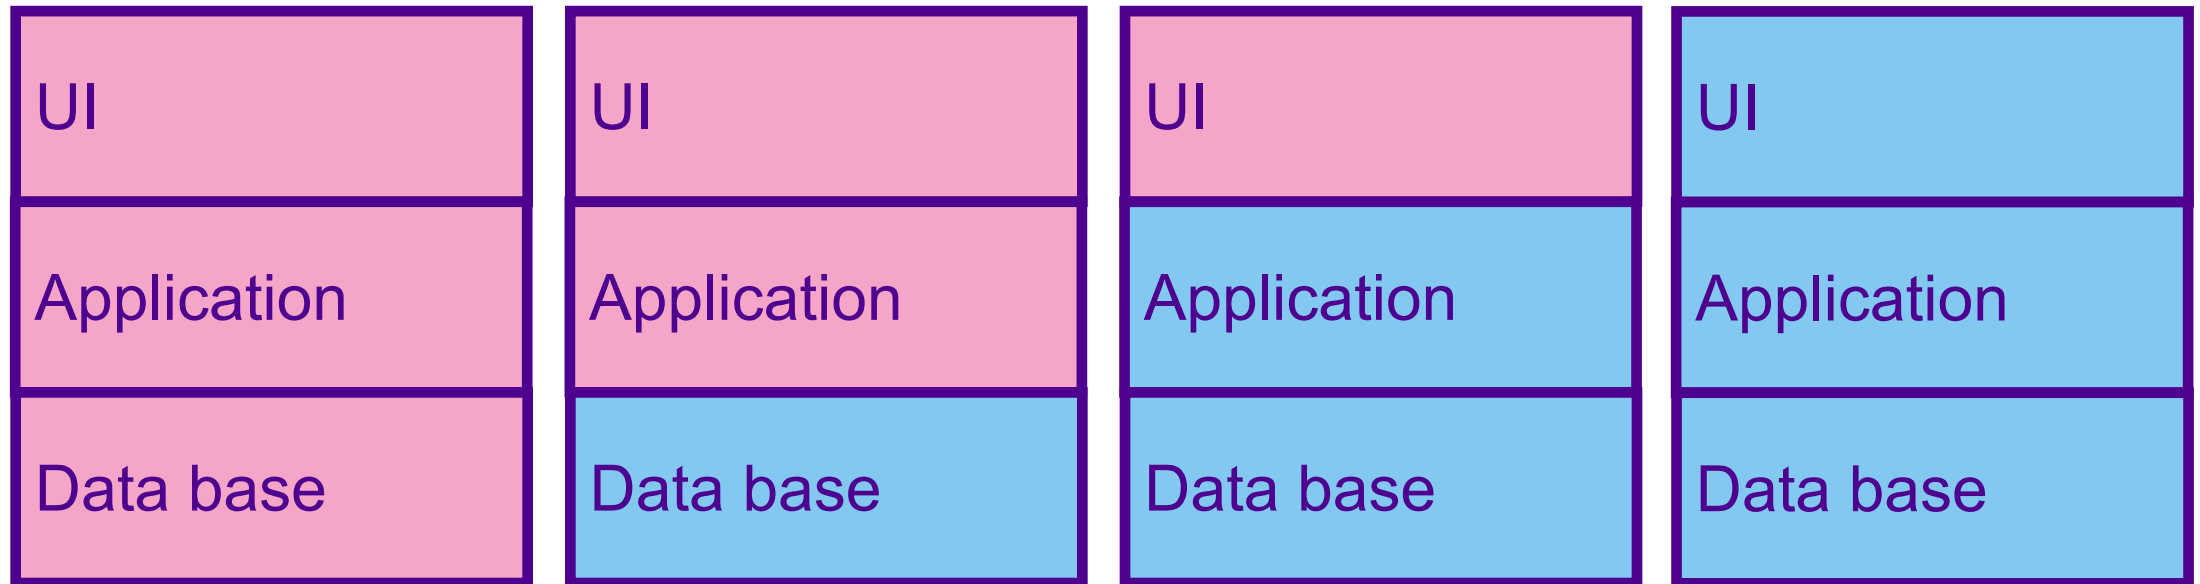 UI
Application
Data base
UI
Application
Data base
UI
Application
Data base
UI
Application
Data base